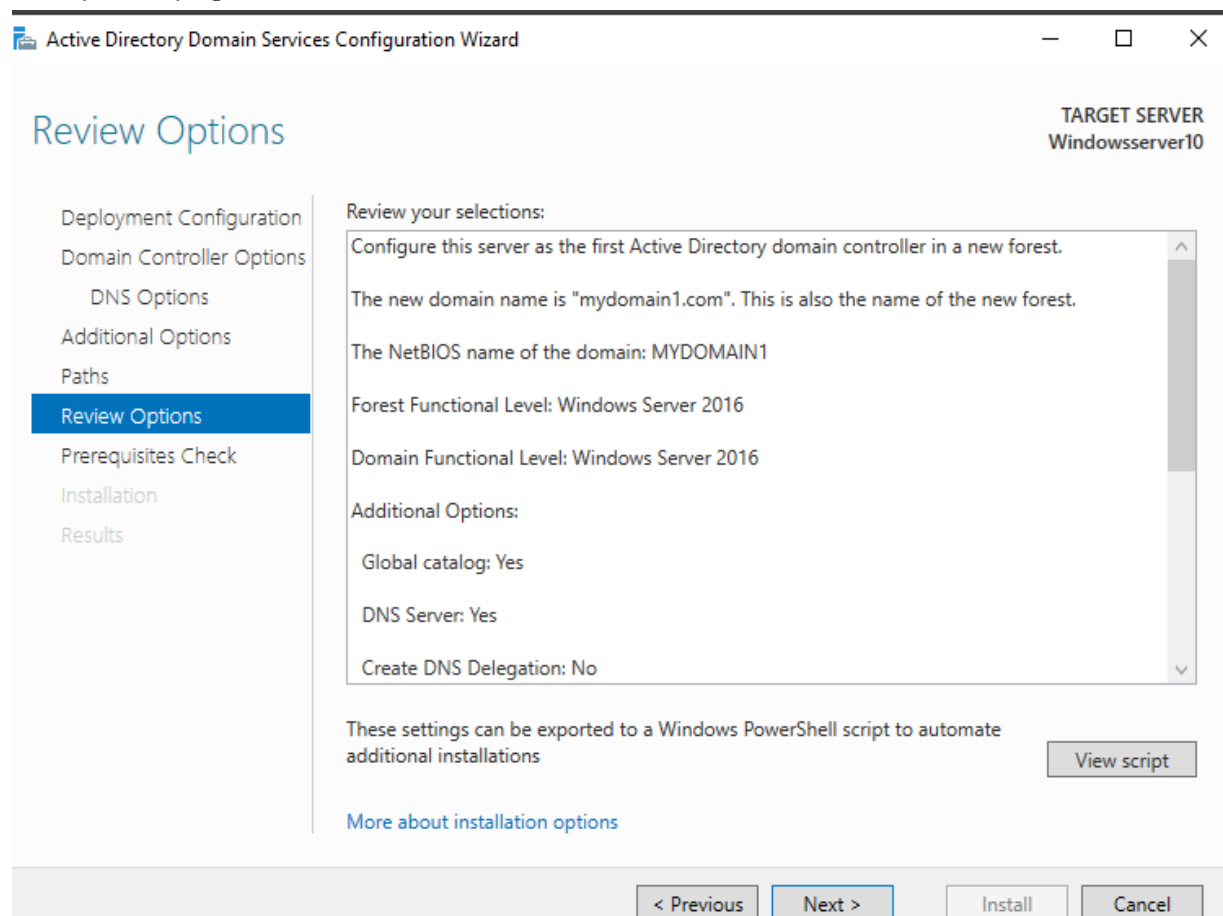 Active Directory Domain Services Configuration Wizard
Review Options
TARGET SERVER
Windowsserver10
Deployment Configuration
Domain Controller Options
DNS Options
Additional Options
Paths
Review Options
Prerequisites Check
Installation
Results
Review your selections:
Configure this server as the first Active Directory domain controller in a new forest.
The new domain name is "mydomain1.com". This is also the name of the new forest.
The NetBIOS name of the domain: MYDOMAIN1
Forest Functional Level: Windows Server 2016
Domain Functional Level: Windows Server 2016
Additional Options:
Global catalog: Yes
DNS Server: Yes
Create DNS Delegation: No
These settings can be exported to a Windows PowerShell script to automate
additional installations
View script
More about installation options
< Previous
Next >
Install
Cancel